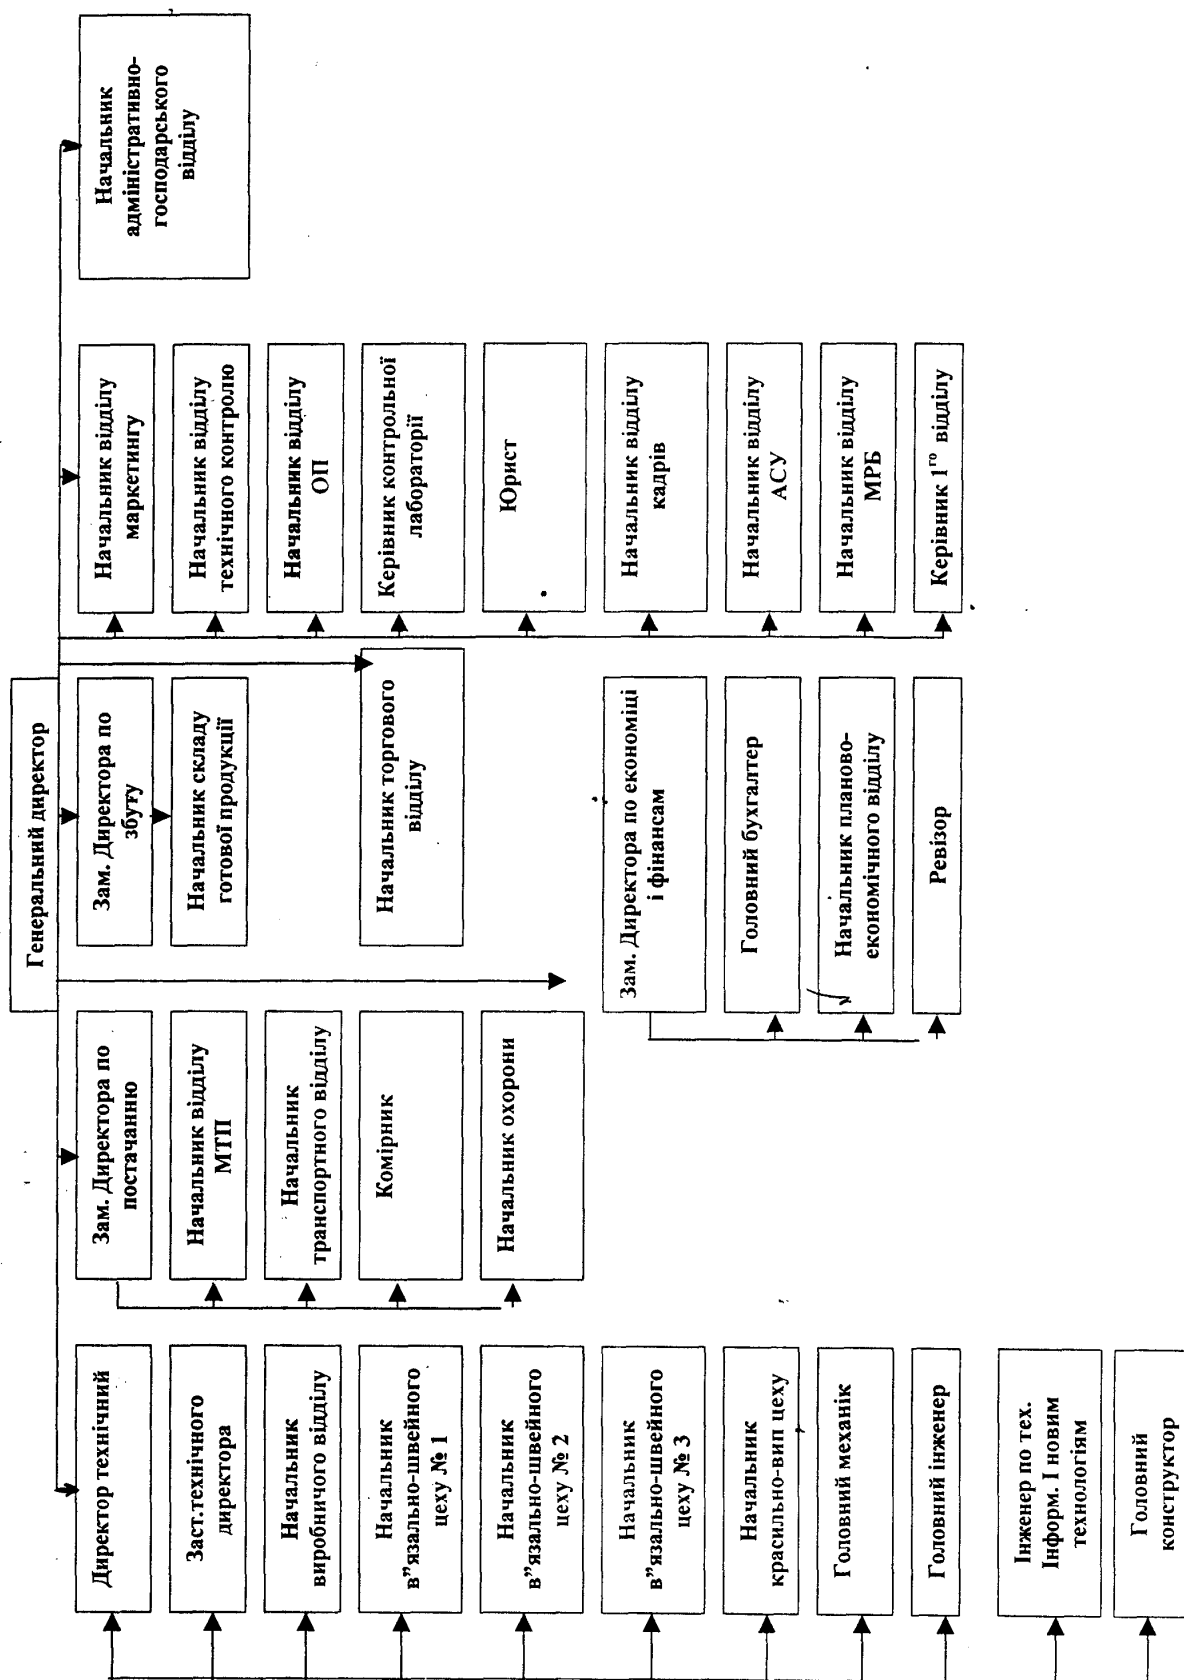 Генеральний директор
Директор технічний
Заст.технічного
директора
Начальник
виробничого відділу
Начальник
в”язально-швейного
цеху № 1
Начальник
в”язально-швейного
цеху № 2
Начальник
в”язально-швейного
цеху № 3
Начальник
красильно-вип цеху
Головний механік
Головний інженер
Інженер по тех.
Інформ. І новим
технологіям
Головний
конструктор
Зам. Директора по
постачанню
Начальник відділу
МТП
Начальник
транспортного відділу
Комірник
Начальник охорони
Зам. Директора по
збуту
Начальник складу
готової продукції
Начальник торгового
відділу
Зам. Директора по економіці
і фінансам
Головний бухгалтер
Начальник планово-
економічного відділу
Ревізор
Начальник відділу
маркетингу
Начальник відділу
технічного контролю
Начальник відділу
ОП
Керівник контрольної
лабораторії
Юрист
Начальник відділу
кадрів
Начальник відділу
АСУ
Начальник відділу
МРБ
Керівник 1го відділу
Начальник
адміністративно-
господарського
відділу